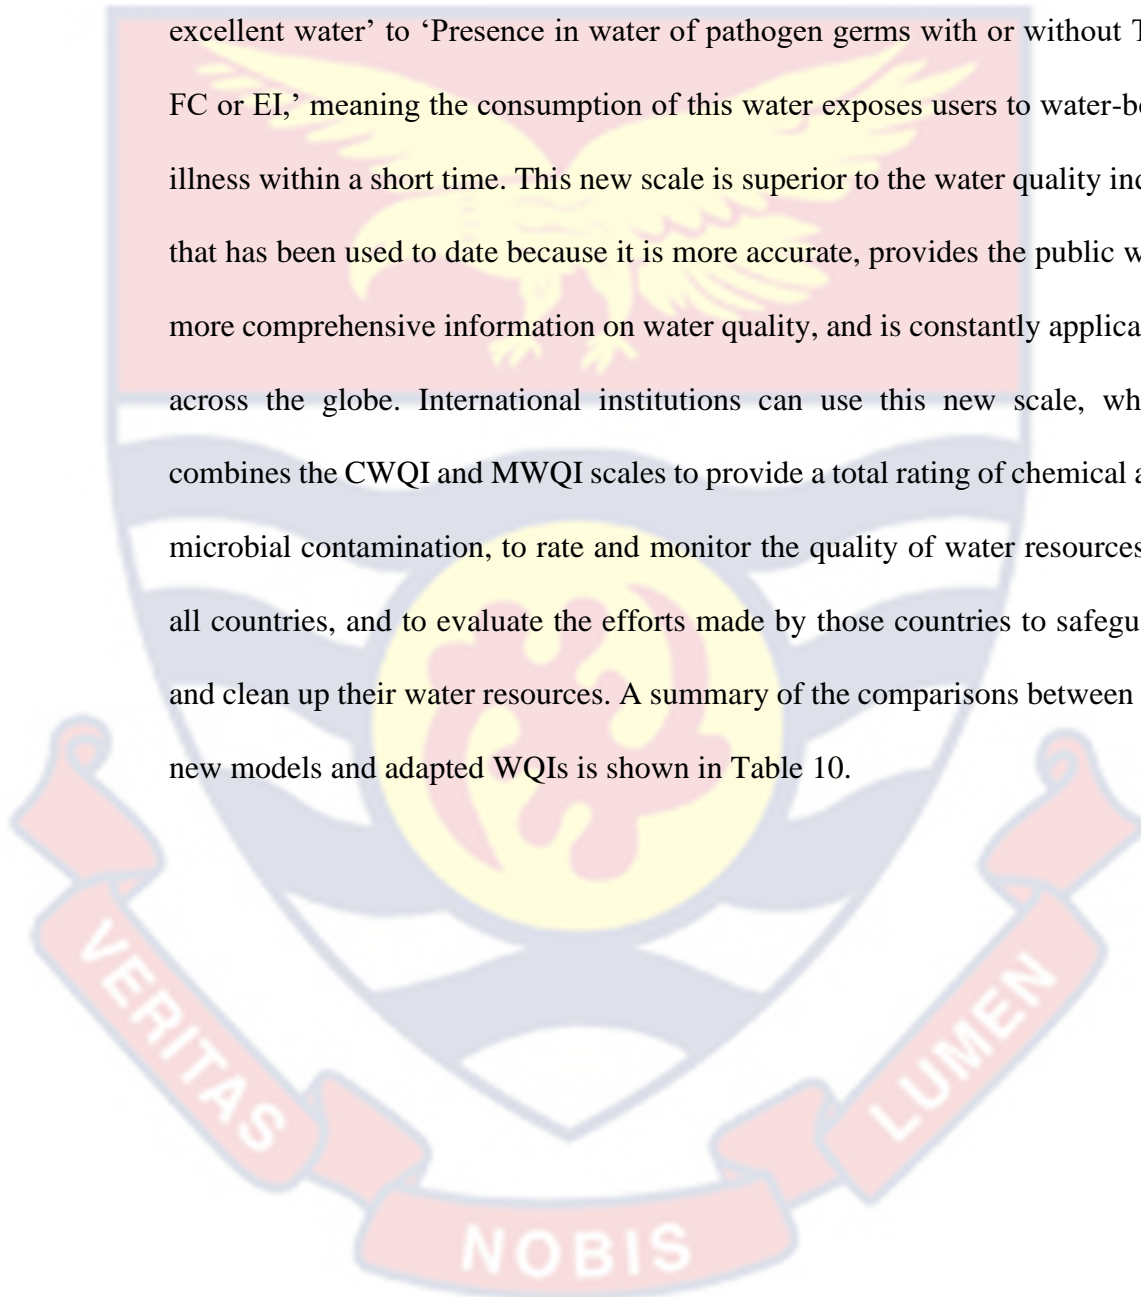 excellent water’ to ‘Presence in water of pathogen germs with or without T
FC or EI,’ meaning the consumption of this water exposes users to water-b
illness within a short time. This new scale is superior to the water quality in
that has been used to date because it is more accurate, provides the public w
more comprehensive information on water quality, and is constantly applica
across the globe. International institutions can use this new scale, wh
combines the CWQI and MWQI scales to provide a total rating of chemical a
microbial contamination, to rate and monitor the quality of water resources
all countries, and to evaluate the efforts made by those countries to safegu
and clean up their water resources. A summary of the comparisons between
new models and adapted WQIs is shown in Table 10.
VERITAS
NOBIS
LUMEN